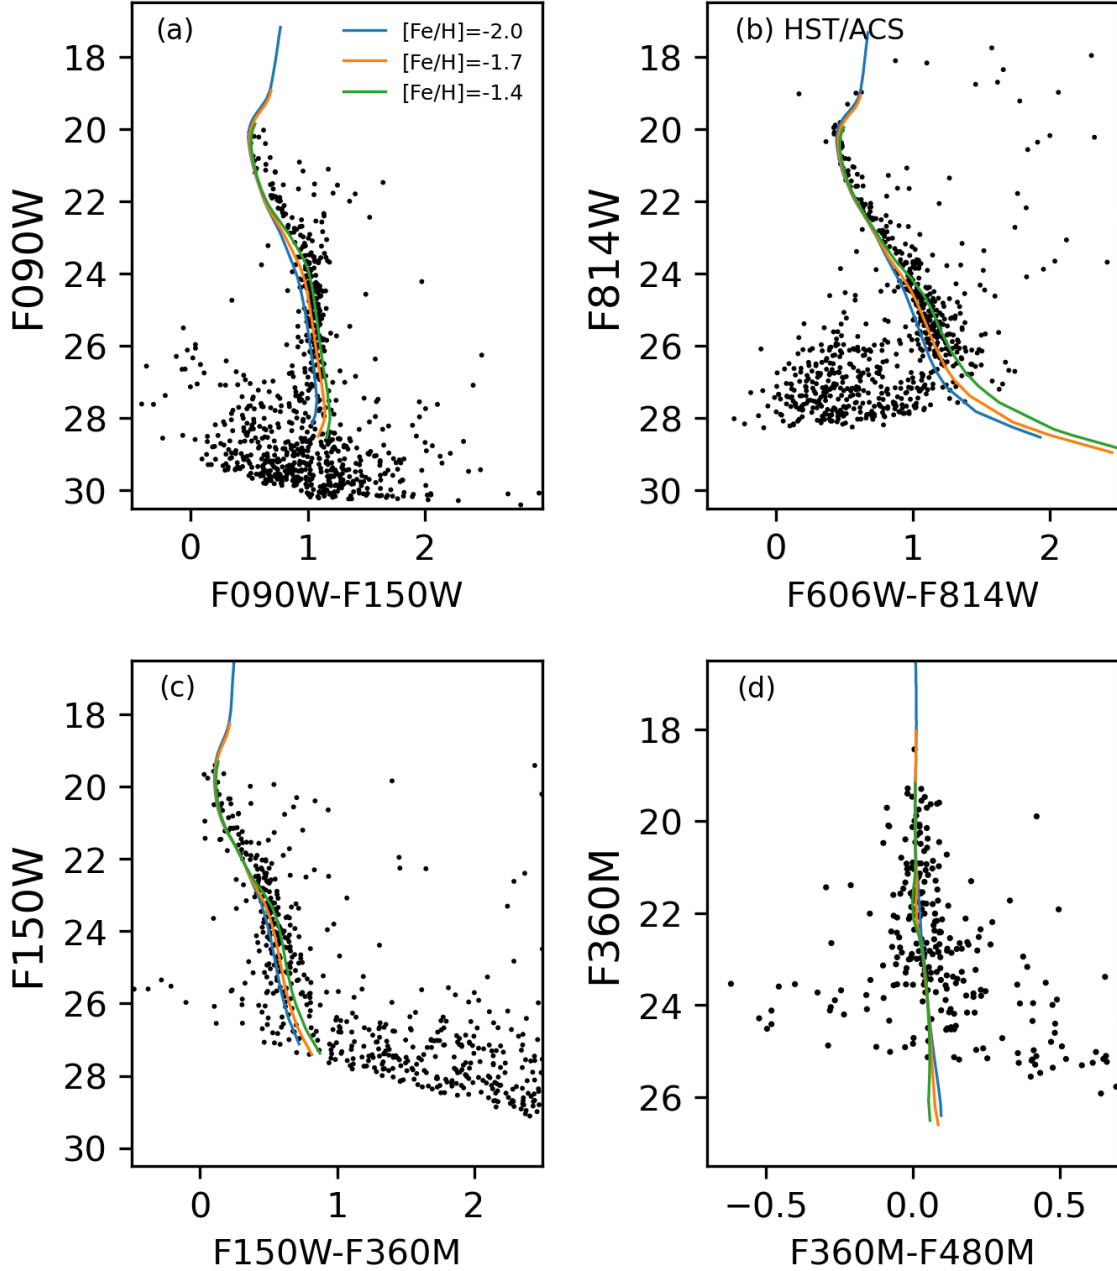 (a)
[Fe/H]=-2.0
[Fe/H]=-1.7
[Fe/H]=-1.4
18
20
22
24
26
28
30
F090W
0 1 2
F090W-F150W
(b) HST/ACS
18
20
22
24
26
28
30
F814W
0 1 2
F606W-F814W
(c)
18
20
22
24
26
28
30
F150W
0 1 2
F150W-F360M
(d)
18
20
22
24
26
F360M
−0.5 0.0 0.5
F360M-F480M